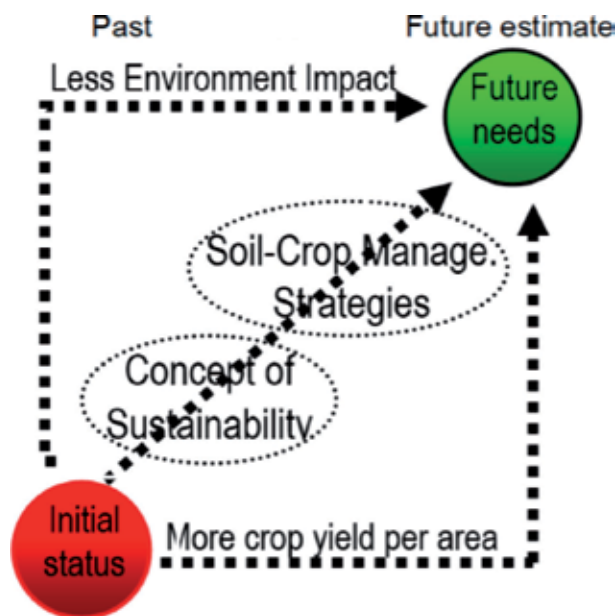 Past
Future estimate
Less Environment Impact
Future
needs
Soil-Crop Manage.
Strategies
Concept of
Sustainability
Initial
status
More crop yield per area